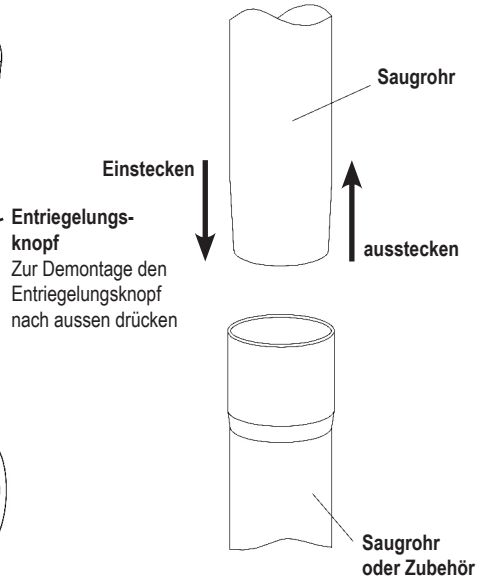 Saugrohr
Einstecken
ausstecken
Entriegelungs-
knopf
Zur Demontage den
Entriegelungsknopf
nach aussen drücken
Saugrohr
oder Zubehör